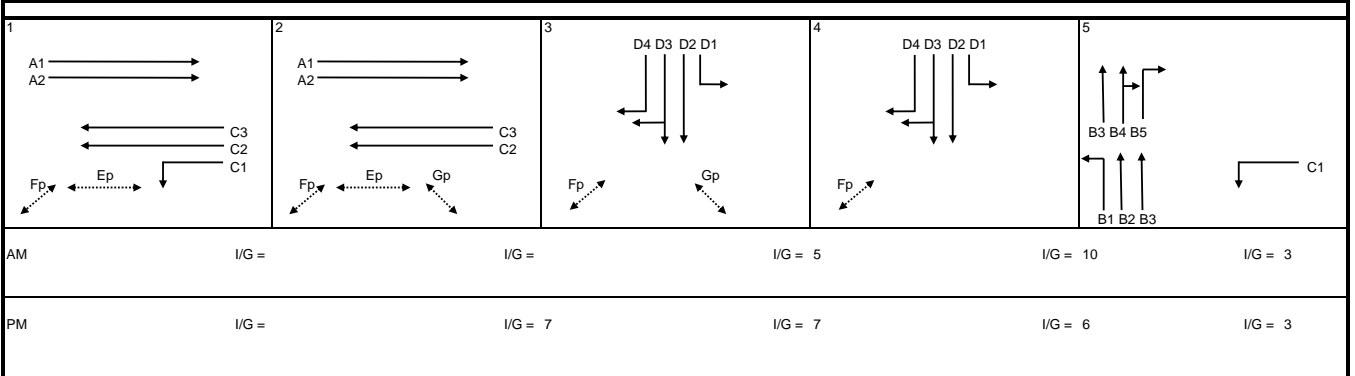 1
A1
A2
C3
C2
C1
Ep
Fp
2
A1
A2
C3
C2
Ep
Gp
Fp
3
D4 D3 D2 D1
Fp
Gp
4
D4 D3 D2 D1
Fp
5
B3 B4 B5
C1
B1 B2 B3
AM I/G = I/G = I/G = 5 I/G = 10 I/G = 3
PM I/G = I/G = 7 I/G = 7 I/G = 6 I/G = 3